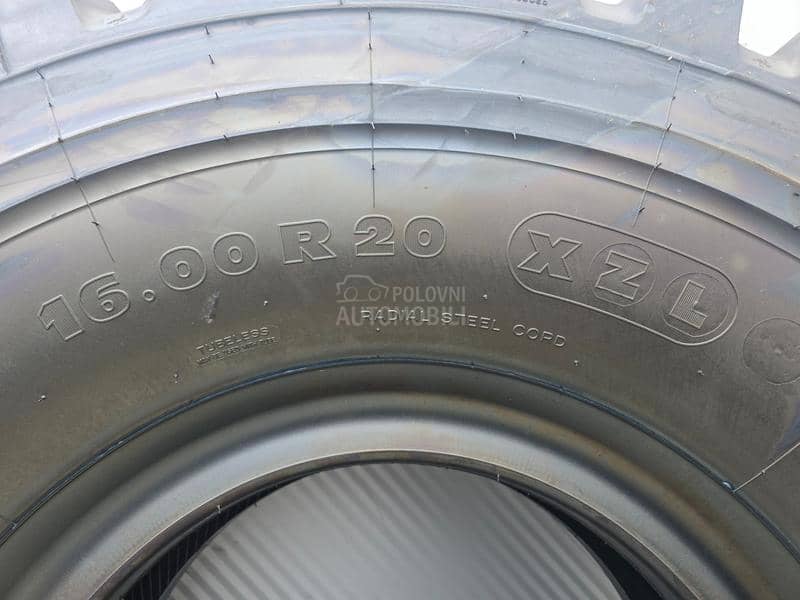 16.00 R 20 XZL
POLOVNI
AUTOMOBILI
RADIAL STEEL CORD
TUBELESS